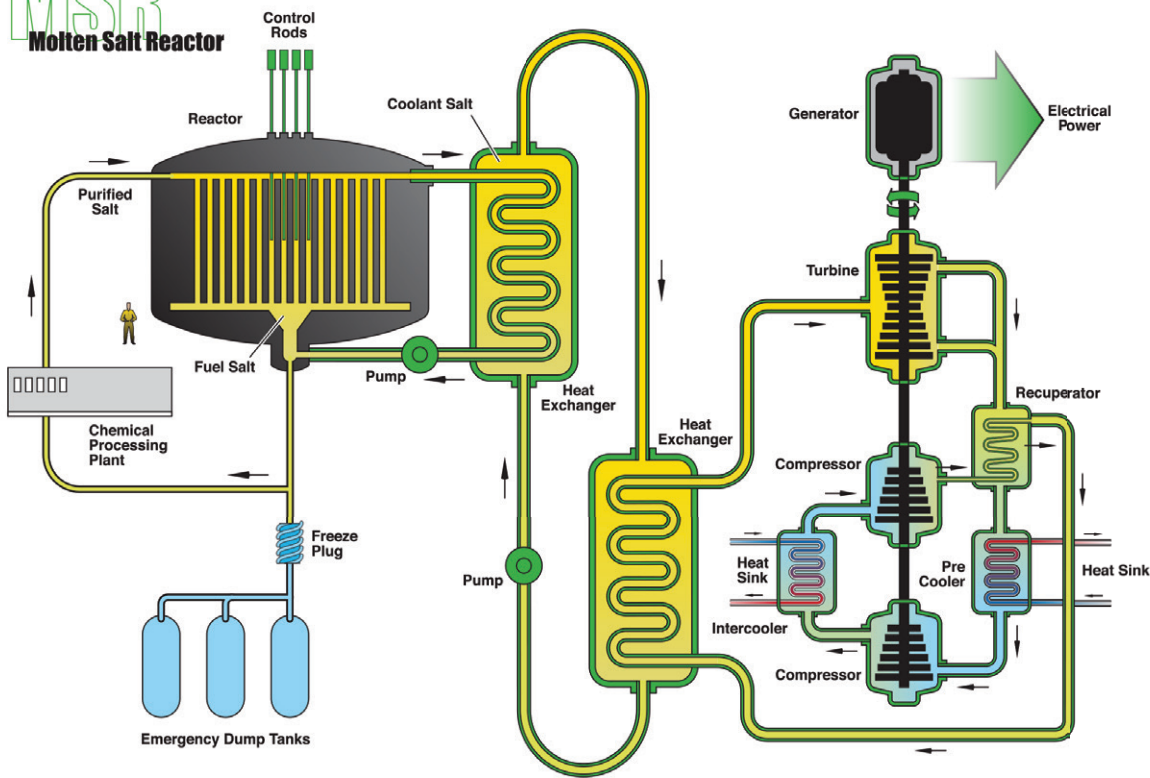 MSR
Molten Salt Reactor
Control
Rods
Coolant Salt
Reactor
Generator
Electrical
Power
Purified
Salt
Turbine
Fuel Salt
Pump
Heat
Exchanger
Recuperator
Chemical
Processing
Plant
Heat
Exchanger
Compressor
Freeze
Plug
Pump
Heat
Sink
Pre
Cooler
Heat Sink
Intercooler
Compressor
Emergency Dump Tanks